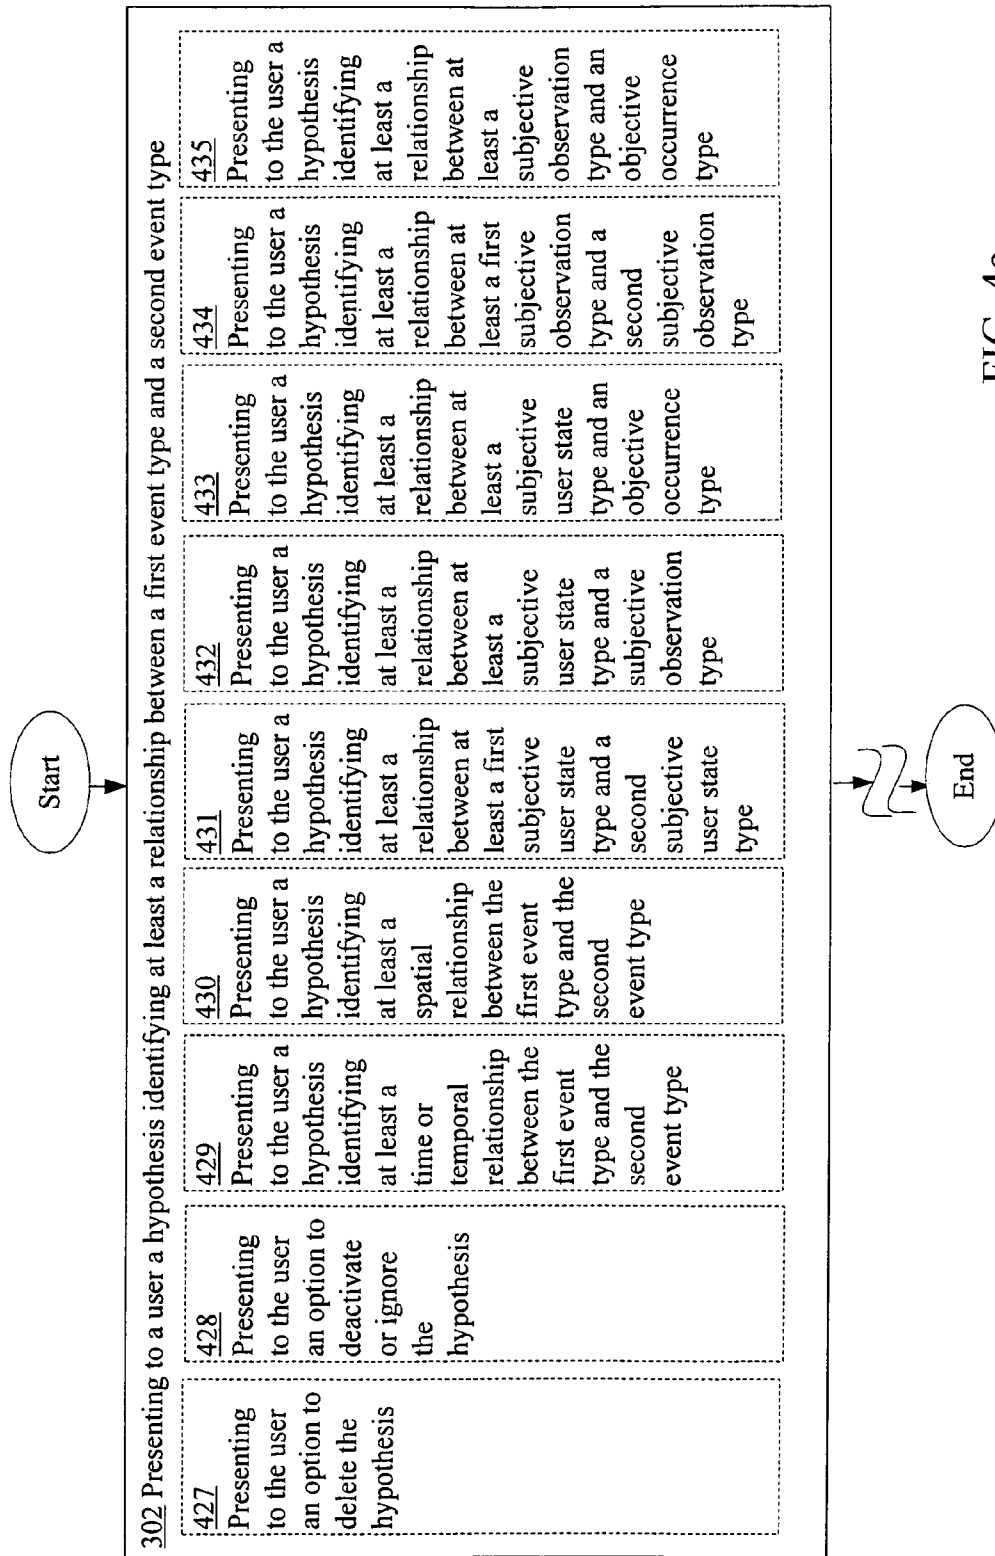 Start
302 Presenting to a user a hypothesis identifying at least a relationship between a first event type and a second event type
427
Presenting
to the user
an option to
delete the
hypothesis
428
Presenting
to the user
an option to
deactivate
or ignore
the
hypothesis
429
Presenting
to the user a
hypothesis
identifying
at least a
time or
temporal
relationship
between the
first event
type and the
second
event type
430
Presenting
to the user a
hypothesis
identifying
at least a
spatial
relationship
between the
first event
type and the
second
event type
431
Presenting
to the user a
hypothesis
identifying
at least a
relationship
between at
least a first
subjective
user state
type and a
second
subjective
user state
type
432
Presenting
to the user a
hypothesis
identifying
at least a
relationship
between at
least a
subjective
user state
type and a
subjective
observation
type
433
Presenting
to the user a
hypothesis
identifying
at least a
relationship
between at
least a
subjective
user state
type and an
objective
occurrence
type
434
Presenting
to the user a
hypothesis
identifying
at least a
relationship
between at
least a first
subjective
observation
type and a
second
subjective
observation
type
435
Presenting
to the user a
hypothesis
identifying
at least a
relationship
between at
least a
subjective
observation
type and an
objective
occurrence
type
End